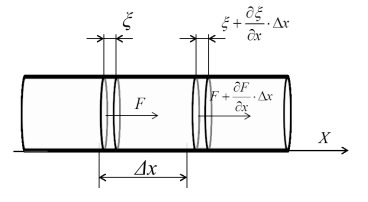 ξ
ξ + ∂ξ/∂x · Δx
F
F + ∂F/∂x · Δx
X
Δx